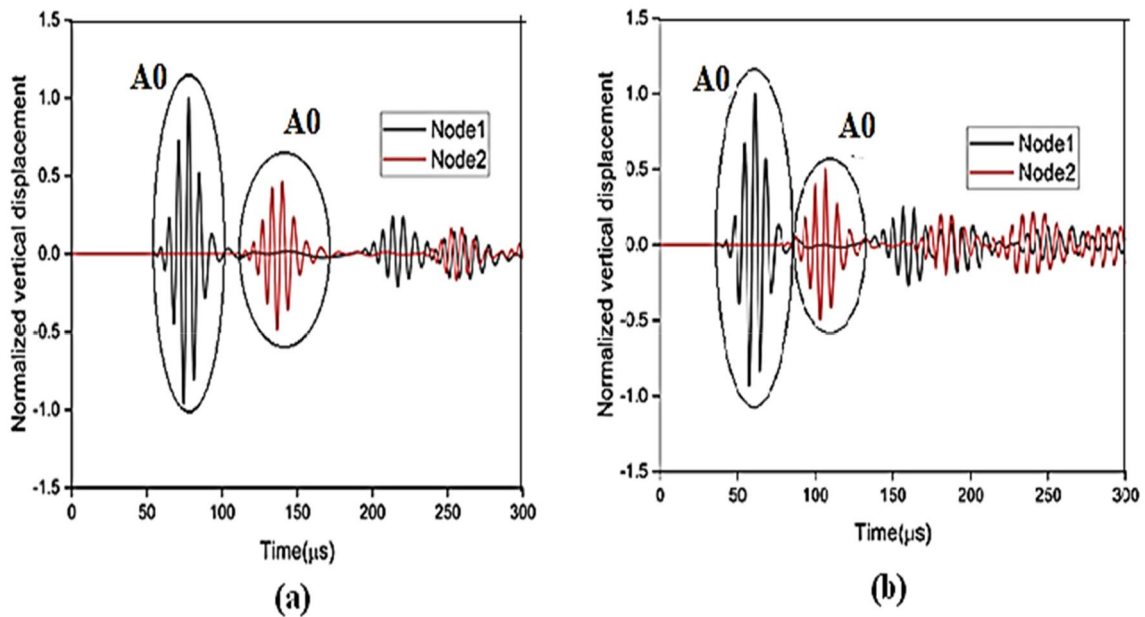 Normalized vertical displacement
1.5
1.0
0.5
0.0
-0.5
-1.0
-1.5
A0
A0
Node1
Node2
0 50 100 150 200 250 300
Time(μs)
(a)
Normalized vertical displacement
1.5
1.0
0.5
0.0
-0.5
-1.0
-1.5
A0
A0
Node1
Node2
0 50 100 150 200 250 300
Time(μs)
(b)